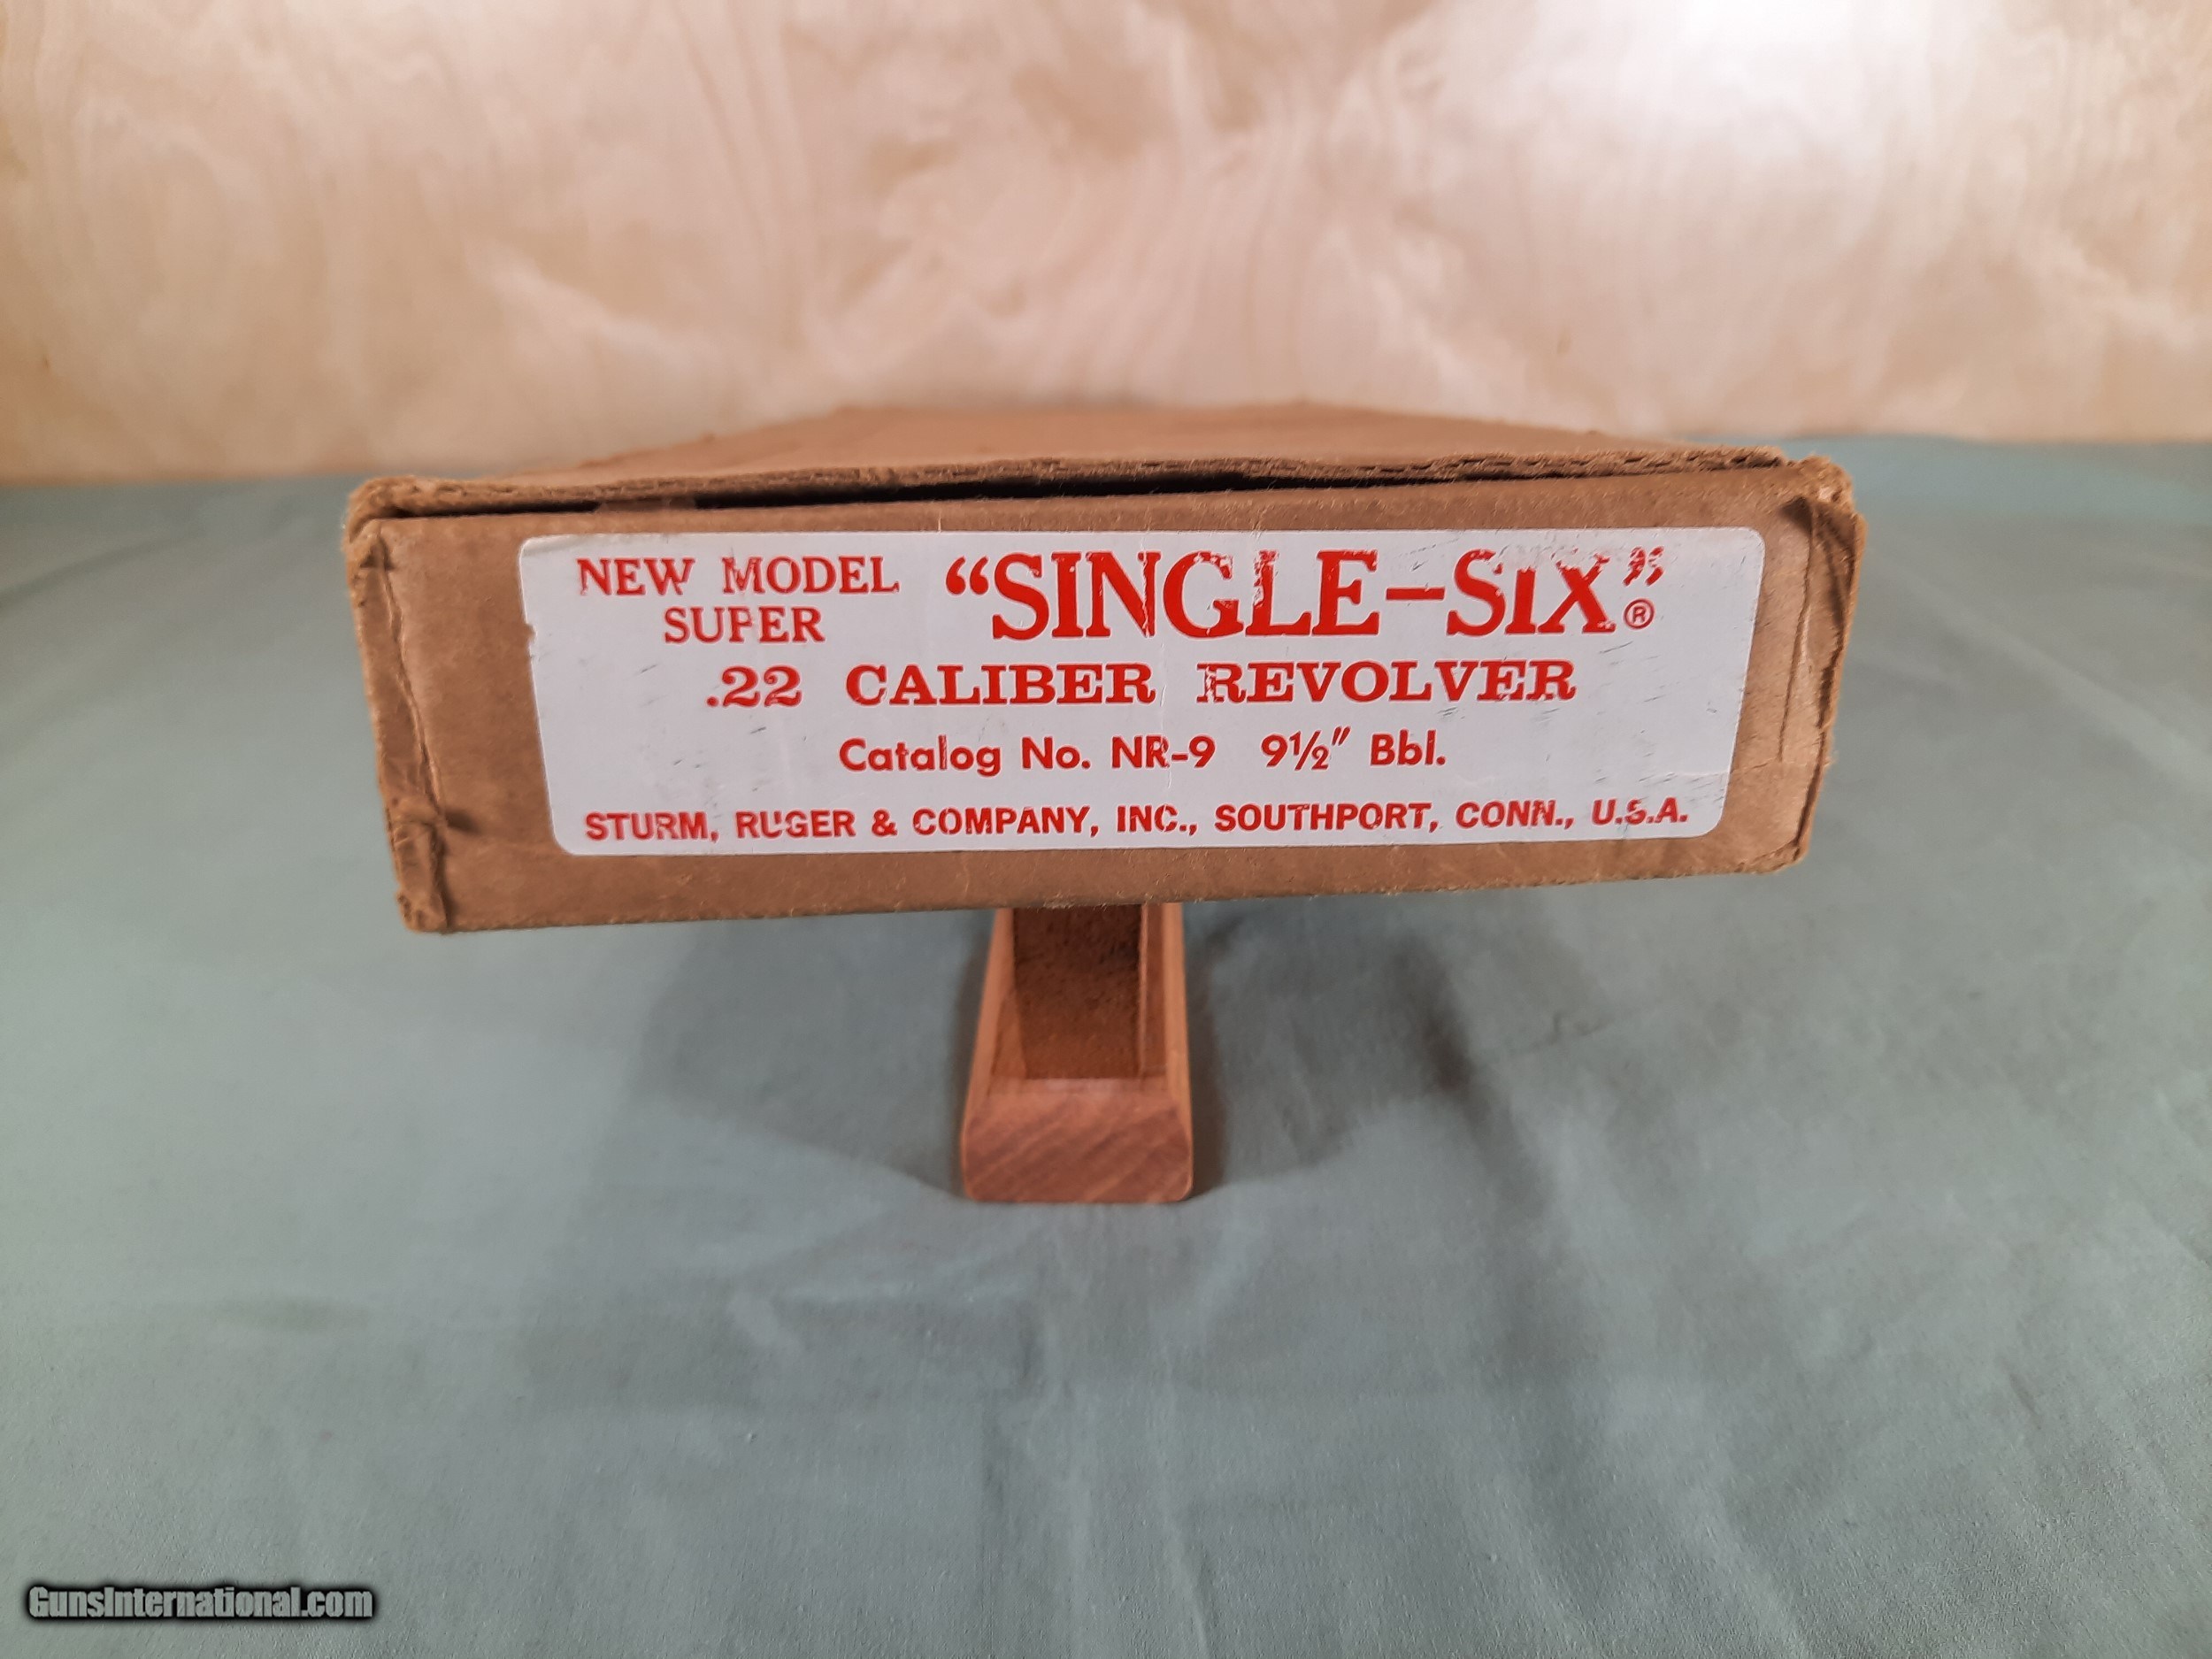 NEW MODEL "SINGLE-SIX"®
SUPER
.22 CALIBER REVOLVER
Catalog No. NR-9 9½" Bbl.
STURM, RUGER & COMPANY, INC., SOUTHPORT, CONN., U.S.A.
GunsInternational.com